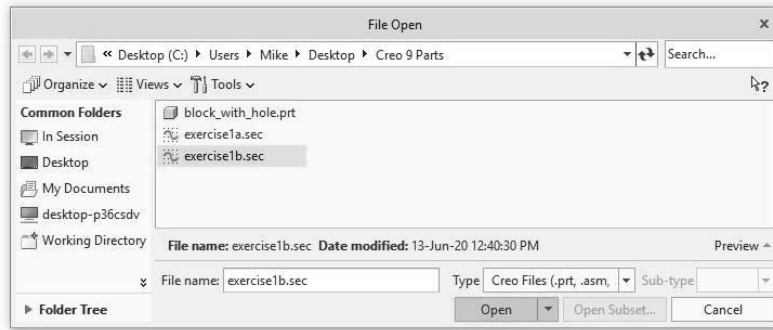 File Open
x
« Desktop (C:) Users Mike Desktop Creo 9 Parts
Search...
Organize Views Tools
?
Common Folders
In Session
Desktop
My Documents
desktop-p36csdv
Working Directory
Folder Tree
block_with_hole.prt
exercise1a.sec
exercise1b.sec
File name: exercise1b.sec Date modified: 13-Jun-20 12:40:30 PM
Preview
File name: exercise1b.sec
Type Creo Files (.prt, .asm,
Sub-type
Open
Open Subset...
Cancel